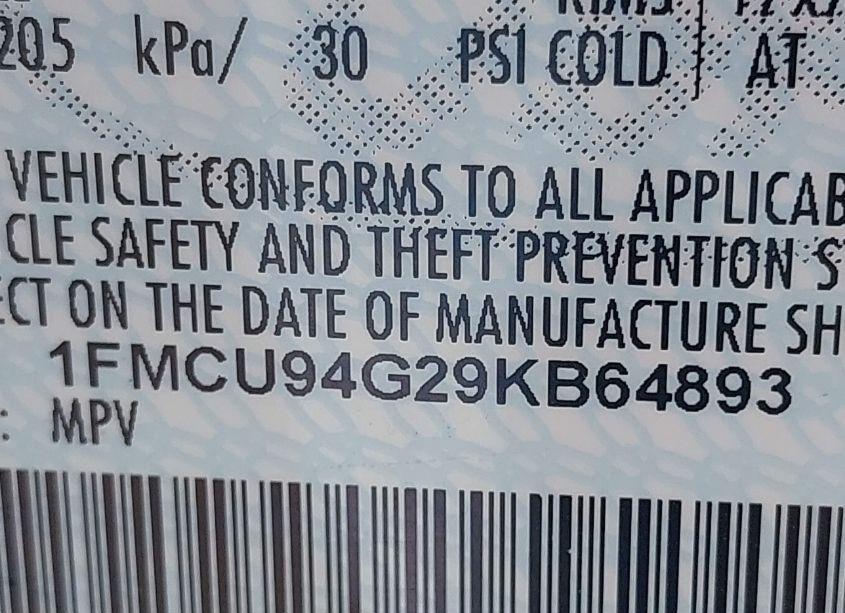 205 kPa/ 30 PSI COLD AT
VEHICLE CONFORMS TO ALL APPLICAB
CLE SAFETY AND THEFT PREVENTION S
ECT ON THE DATE OF MANUFACTURE SH
1FMCU94G29KB64893
: MPV